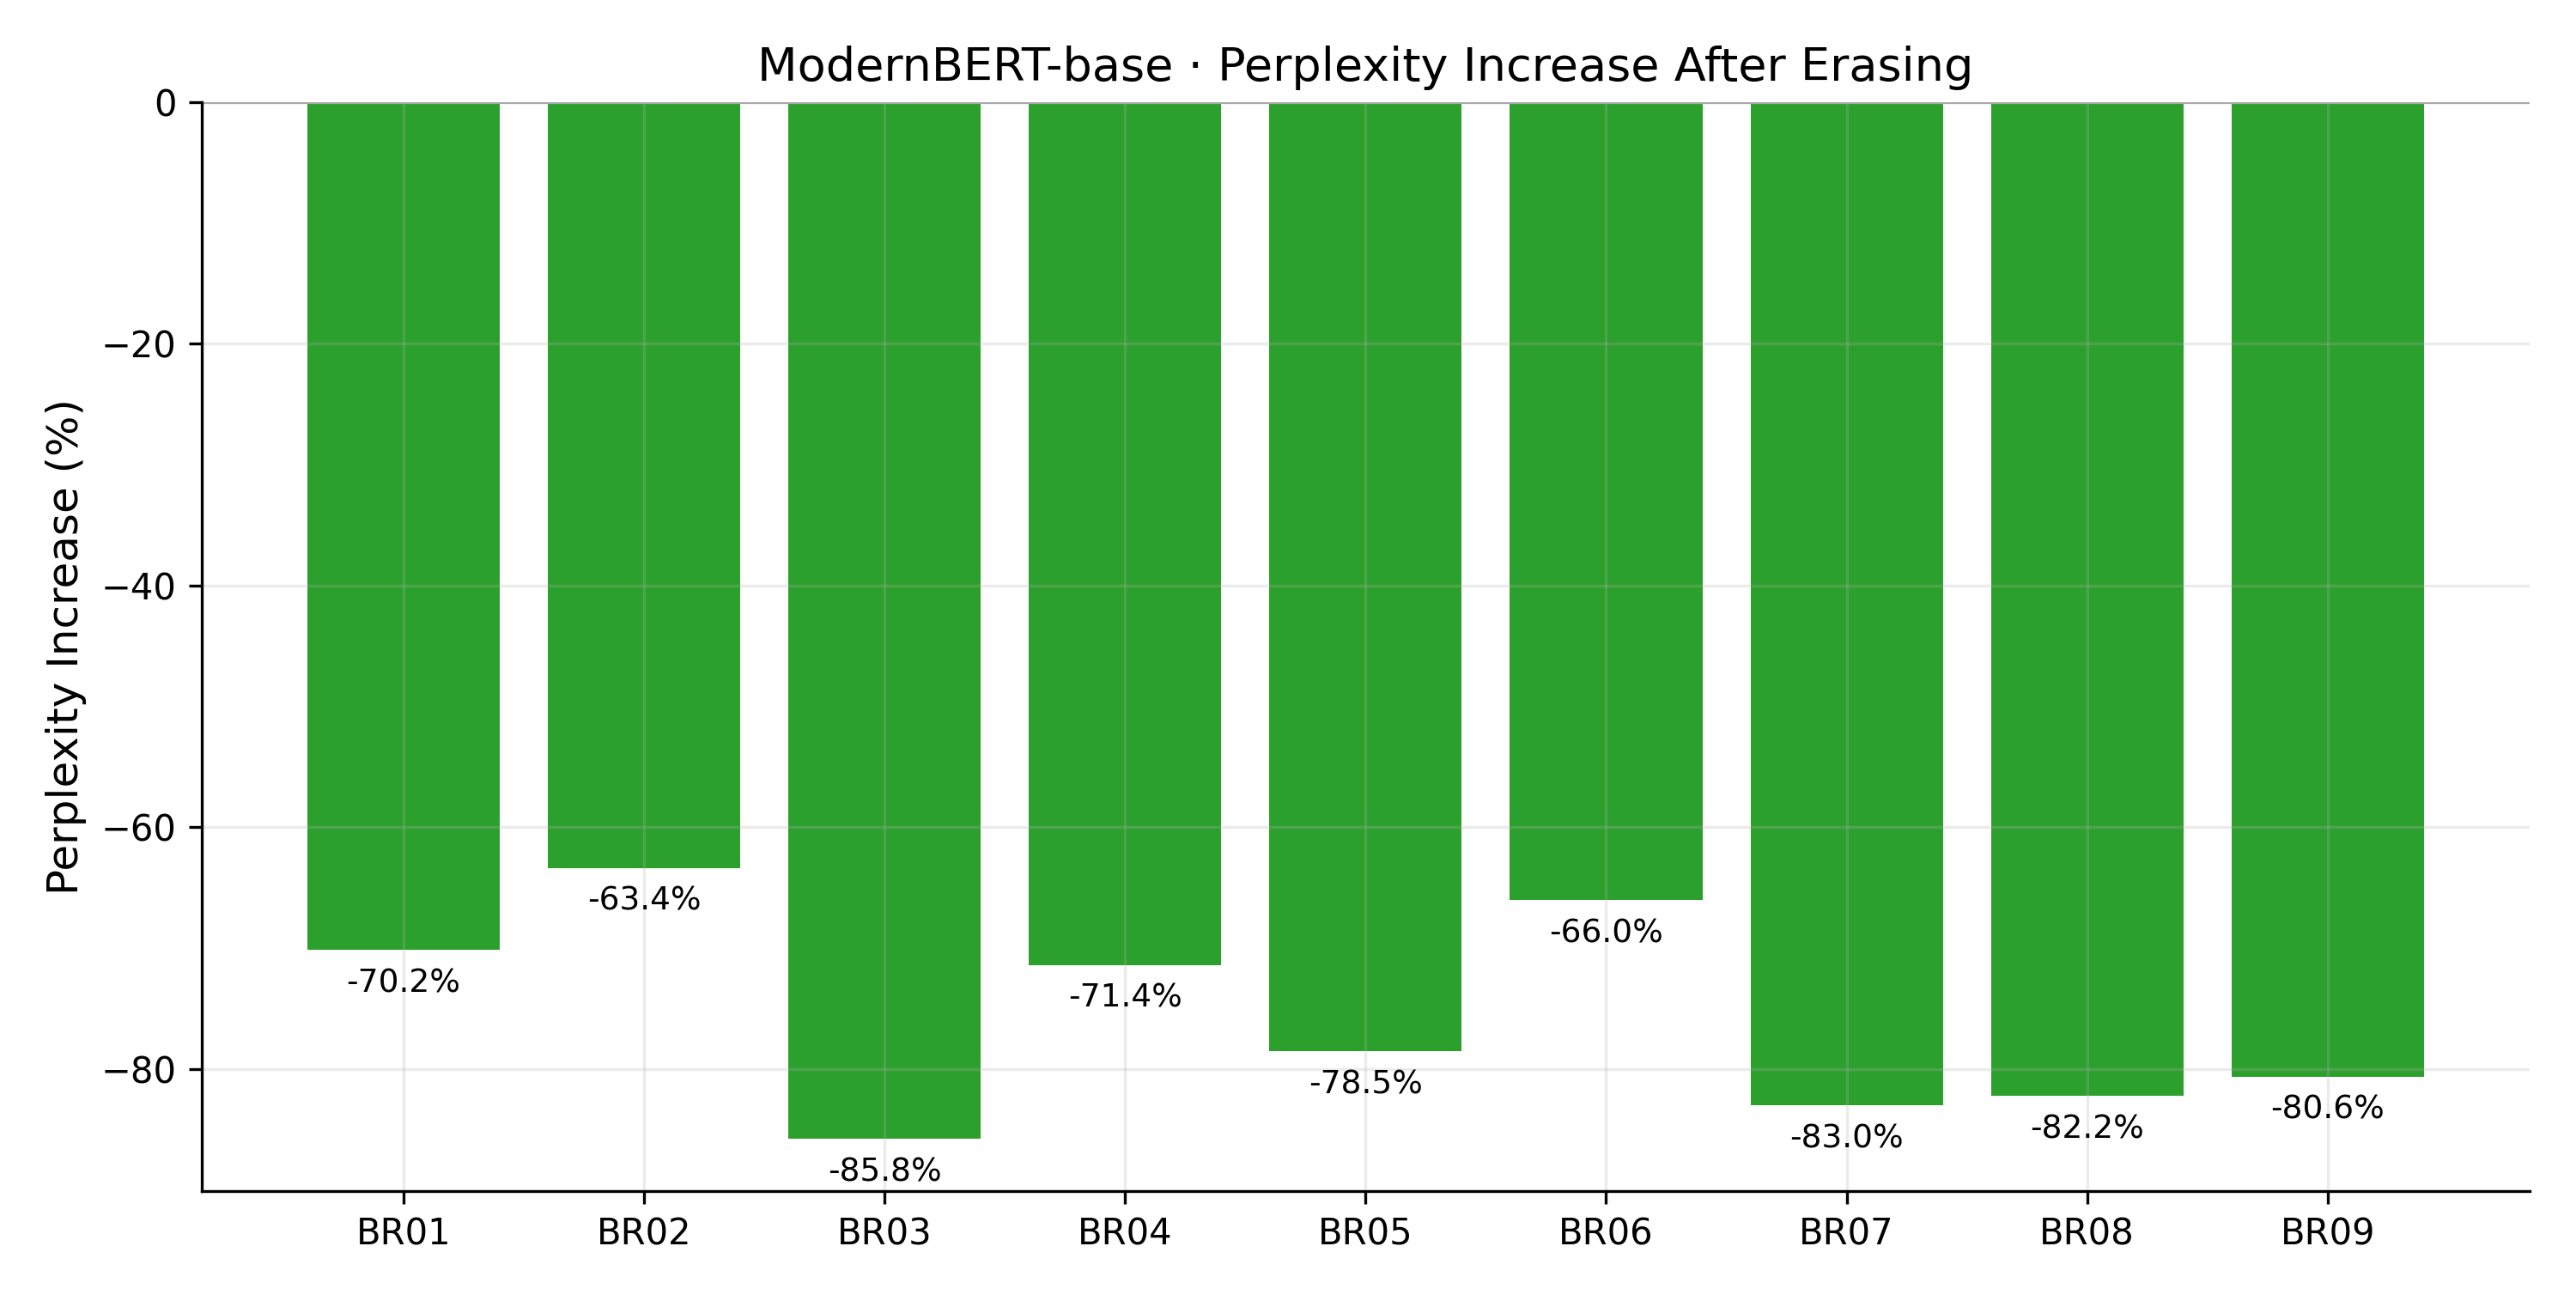 ModernBERT-base · Perplexity Increase After Erasing
Perplexity Increase (%)
0
−20
−40
−60
−80
-70.2%
-63.4%
-85.8%
-71.4%
-78.5%
-66.0%
-83.0%
-82.2%
-80.6%
BR01
BR02
BR03
BR04
BR05
BR06
BR07
BR08
BR09